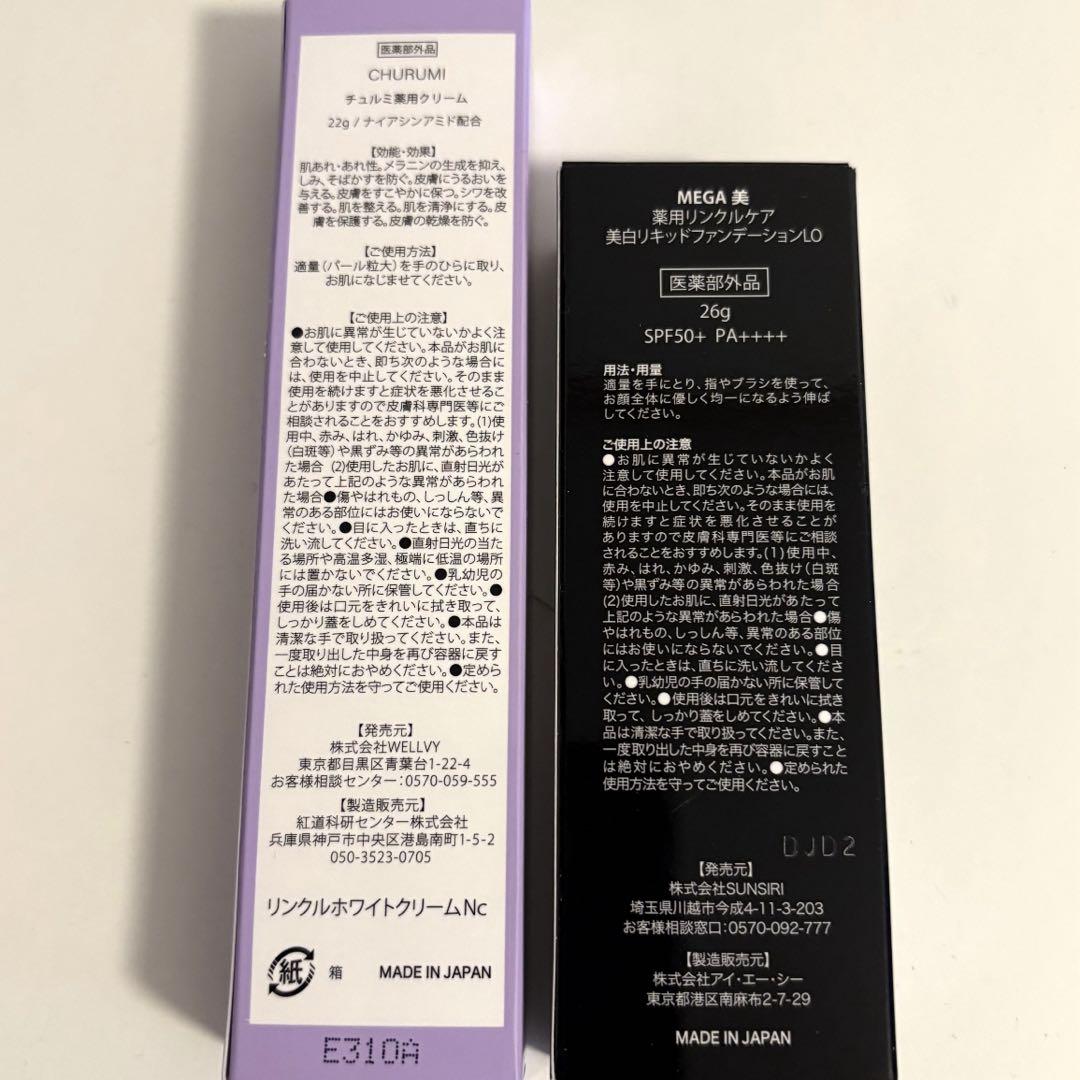 医薬部外品
CHURUMI
チュルミ薬用クリーム
22g / ナイアシンアミド配合
【効能・効果】
肌あれ・あれ性。メラニンの生成を抑え、
しみ、そばかすを防ぐ。皮膚にうるおいを
与える。皮膚をすこやかに保つ。シワを改
善する。肌を整える。肌を清浄にする。皮
膚を保護する。皮膚の乾燥を防ぐ。
【ご使用方法】
適量（パール粒大）を手のひらに取り、
お肌になじませてください。
【ご使用上の注意】
●お肌に異常が生じていないかよく注
意して使用してください。本品がお肌に
合わないとき、即ち次のような場合に
は、使用を中止してください。そのまま
使用を続けますと症状を悪化させるこ
とがありますので皮膚科専門医等にご
相談されることをおすすめします。(1)使
用中、赤み、はれ、かゆみ、刺激、色抜け
（白斑等）や黒ずみ等の異常があらわれ
た場合 (2)使用したお肌に、直射日光が
あたって上記のような異常があらわれ
た場合●傷やはれもの、しっしん等、異
常のある部位にはお使いにならないで
ください。●目に入ったときは、直ちに
洗い流してください。●直射日光の当た
る場所や高温多湿、極端に低温の場所
には置かないでください。●乳幼児の
手の届かない所に保管してください。●
使用後は口元をきれいに拭き取って、
しっかり蓋をしめてください。●本品は
清潔な手で取り扱ってください。また、
一度取り出した中身を再び容器に戻す
ことは絶対におやめください。●定めら
れた使用方法を守ってご使用ください。
【発売元】
株式会社WELLVY
東京都目黒区青葉台1-22-4
お客様相談センター：0570-059-555
【製造販売元】
紅道科研センター株式会社
兵庫県神戸市中央区港島南町1-5-2
050-3523-0705
リンクルホワイトクリームNc
紙 箱 MADE IN JAPAN
E310A
MEGA 美
薬用リンクルケア
美白リキッドファンデーションLO
医薬部外品
26g
SPF50+ PA++++
用法・用量
適量を手にとり、指やブラシを使って、
お顔全体に優しく均一になるよう伸ば
してください。
ご使用上の注意
●お肌に異常が生じていないかよく
注意して使用してください。本品がお肌
に合わないとき、即ち次のような場合には、
使用を中止してください。そのまま使用を
続けますと症状を悪化させることが
ありますので皮膚科専門医等にご相談
されることをおすすめします。(1)使用中、
赤み、はれ、かゆみ、刺激、色抜け(白斑
等)や黒ずみ等の異常があらわれた場合
(2)使用したお肌に、直射日光があたって
上記のような異常があらわれた場合●傷
やはれもの、しっしん等、異常のある部位
にはお使いにならないでください。●目
に入ったときは、直ちに洗い流してくださ
い。●乳幼児の手の届かない所に保管して
ください。●使用後は口元をきれいに拭き
取って、しっかり蓋をしめてください。●本
品は清潔な手で取り扱ってください。また、
一度取り出した中身を再び容器に戻すこと
は絶対におやめください。●定められた
使用方法を守ってご使用ください。
DJD2
【発売元】
株式会社SUNSIRI
埼玉県川越市今成4-11-3-203
お客様相談窓口：0570-092-777
【製造販売元】
株式会社アイ・エー・シー
東京都港区南麻布2-7-29
MADE IN JAPAN